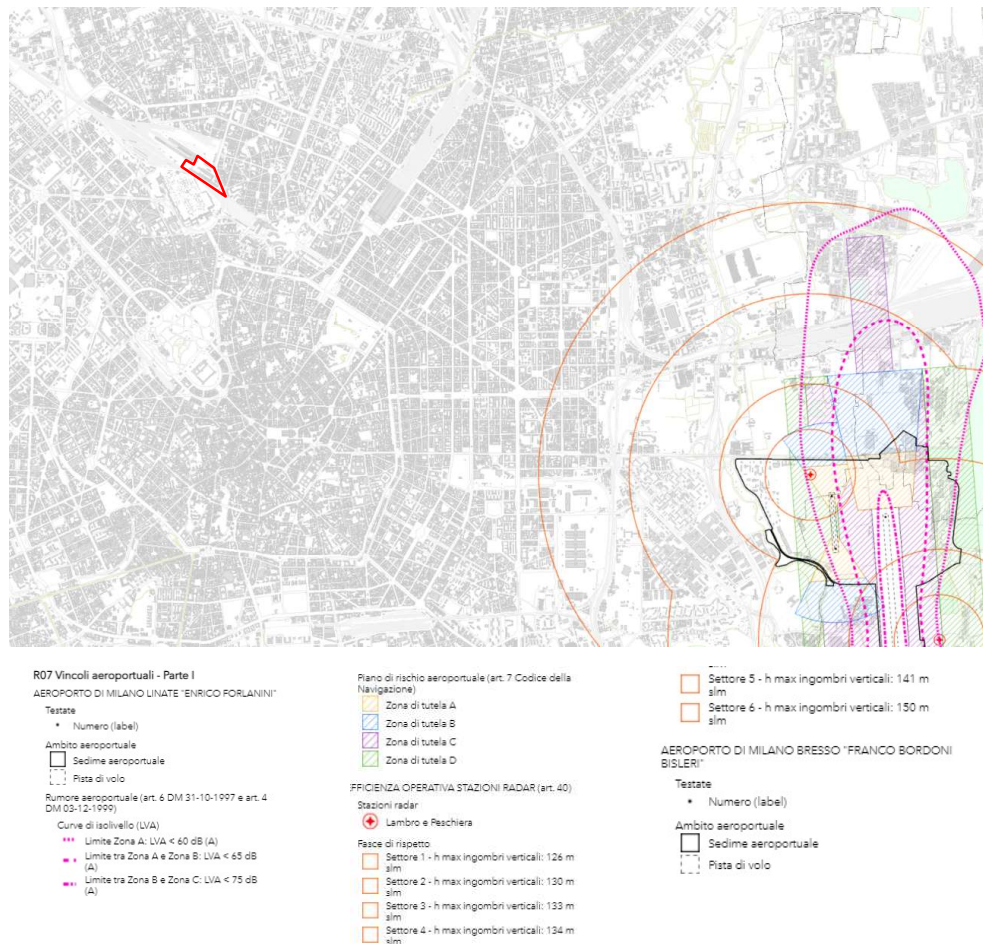 R07 Vincoli aeroportuali - Parte I
AEROPORTO DI MILANO LINATE "ENRICO FORLANINI"
Testate
Numero (label)
Ambito aeroportuale
Sedime aeroportuale
Pista di volo
Rumore aeroportuale (art. 6 DM 31-10-1997 e art. 4
DM 03-12-1999)
Curve di isolivello (LVA)
Limite Zona A: LVA < 60 dB (A)
Limite tra Zona A e Zona B: LVA < 65 dB
(A)
Limite tra Zona B e Zona C: LVA < 75 dB
(A)
Piano di rischio aeroportuale (art. 7 Codice della
Navigazione)
Zona di tutela A
Zona di tutela B
Zona di tutela C
Zona di tutela D
EFFICIENZA OPERATIVA STAZIONI RADAR (art. 40)
Stazioni radar
Lambro e Peschiera
Fasce di rispetto
Settore 1 - h max ingombri verticali: 126 m
slm
Settore 2 - h max ingombri verticali: 130 m
slm
Settore 3 - h max ingombri verticali: 133 m
slm
Settore 4 - h max ingombri verticali: 134 m
slm
slm
Settore 5 - h max ingombri verticali: 141 m
slm
Settore 6 - h max ingombri verticali: 150 m
slm
AEROPORTO DI MILANO BRESSO "FRANCO BORDONI
BISLERI"
Testate
Numero (label)
Ambito aeroportuale
Sedime aeroportuale
Pista di volo